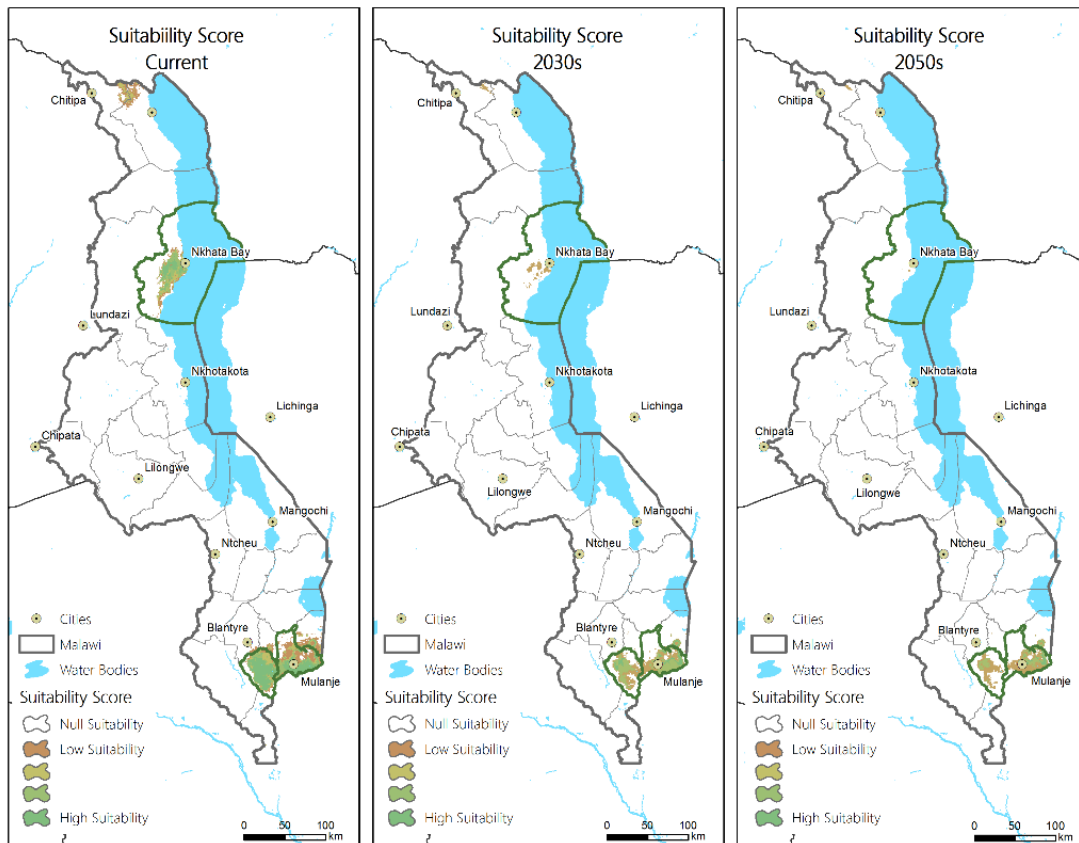 Suitabiility Score
Current
Chitipa
Nkhata Bay
Lundazi
Nkhotakota
Lichinga
Chipata
Lilongwe
Mangochi
Ntcheu
Blantyre
Mulanje
Cities
Malawi
Water Bodies
Suitability Score
Null Suitability
Low Suitability
High Suitability
0 50 100
km
Suitability Score
2030s
Chitipa
Nkhata Bay
Lundazi
Nkhotakota
Lichinga
Chipata
Lilongwe
Mangochi
Ntcheu
Blantyre
Mulanje
Cities
Malawi
Water Bodies
Suitability Score
Null Suitability
Low Suitability
High Suitability
0 50 100
km
Suitability Score
2050s
Chitipa
Nkhata Bay
Lundazi
Nkhotakota
Lichinga
Chipata
Lilongwe
Mangochi
Ntcheu
Blantyre
Mulanje
Cities
Malawi
Water Bodies
Suitability Score
Null Suitability
Low Suitability
High Suitability
0 50 100
km